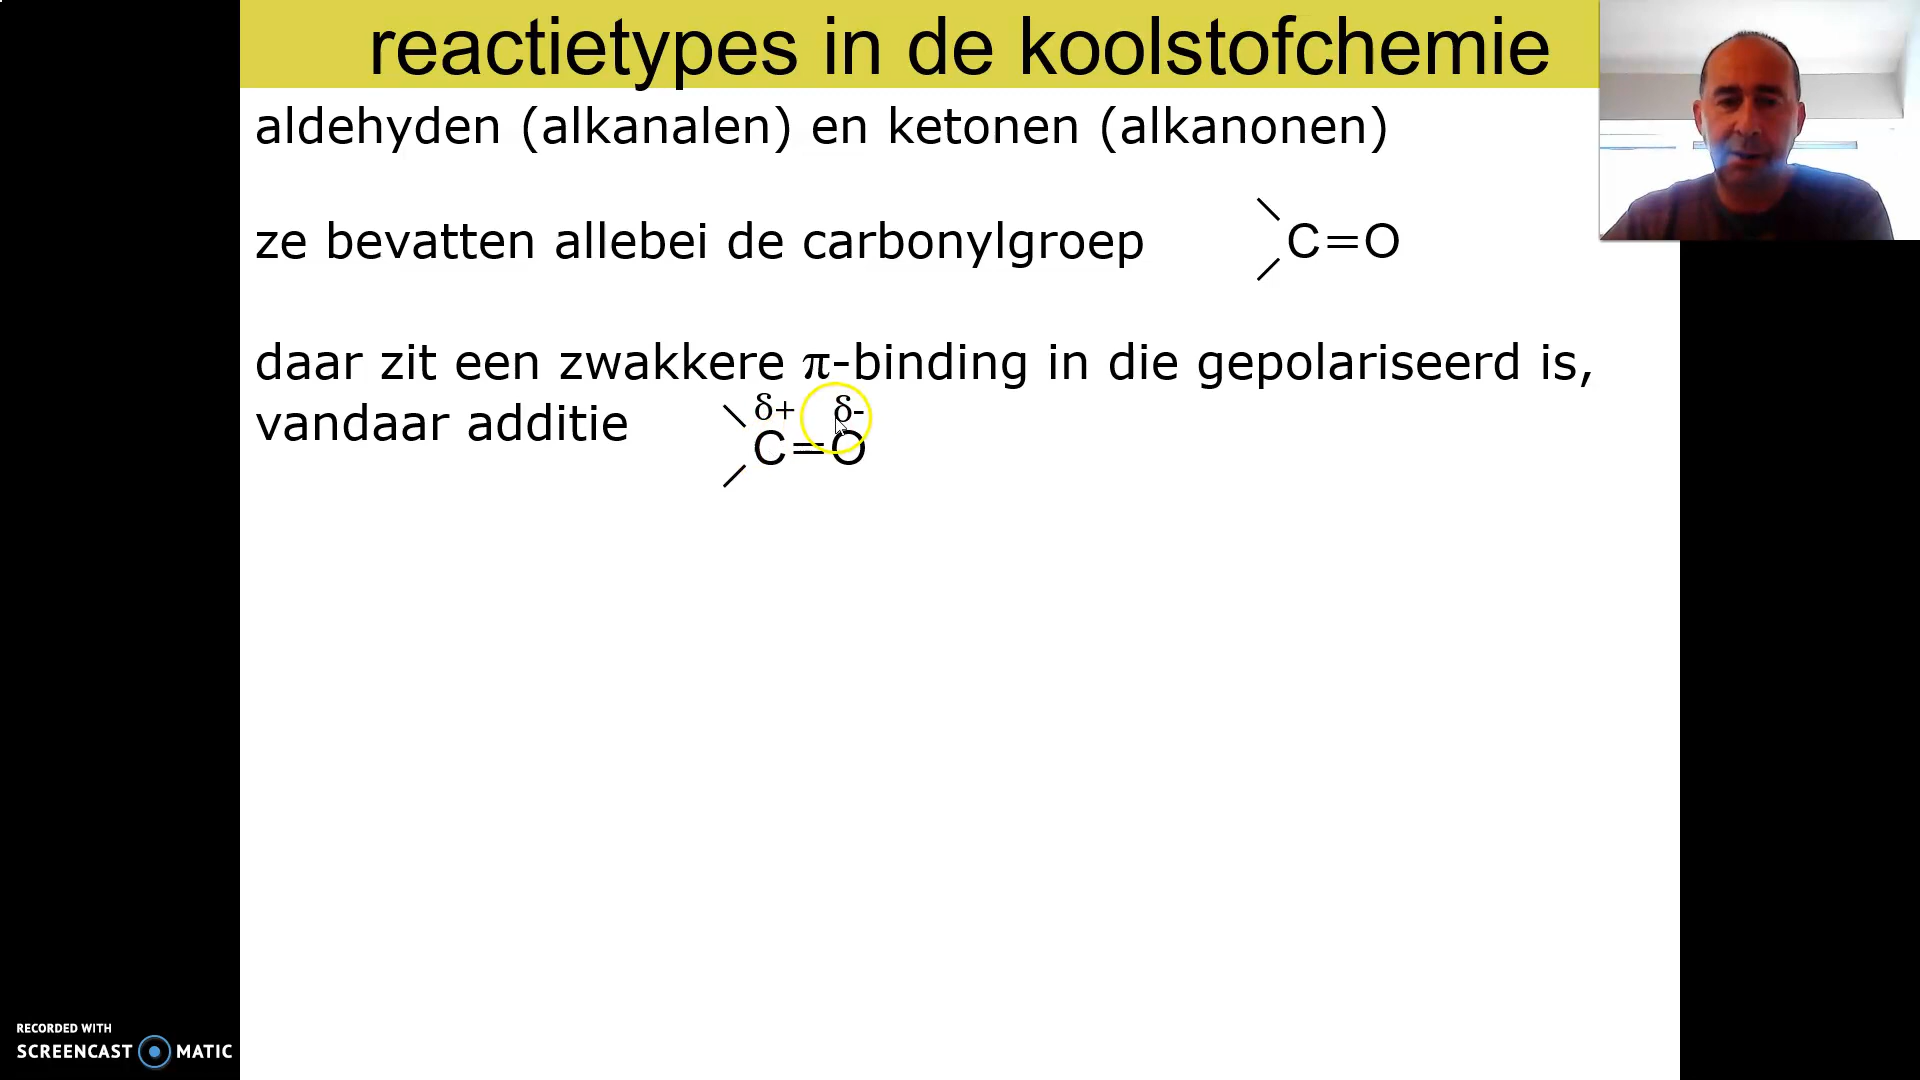 reactietypes in de koolstofchemie
aldehyden (alkanalen) en ketonen (alkanonen)
ze bevatten allebei de carbonylgroep
C=O
daar zit een zwakkere π-binding in die gepolariseerd is,
vandaar additie
δ+ δ-
C=O
RECORDED WITH
SCREENCAST MATIC